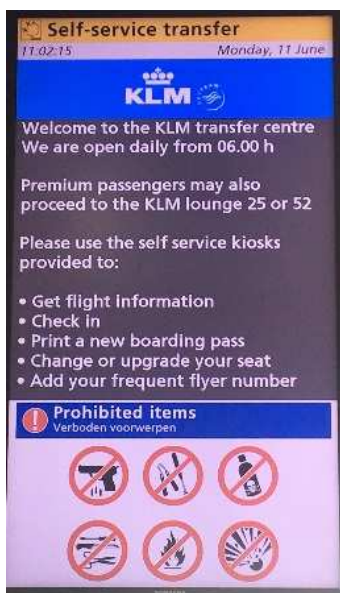 Self-service transfer
11:02:15 Monday, 11 June
KLM
Welcome to the KLM transfer centre
We are open daily from 06.00 h
Premium passengers may also
proceed to the KLM lounge 25 or 52
Please use the self service kiosks
provided to:
• Get flight information
• Check in
• Print a new boarding pass
• Change or upgrade your seat
• Add your frequent flyer number
Prohibited items
Verboden voorwerpen